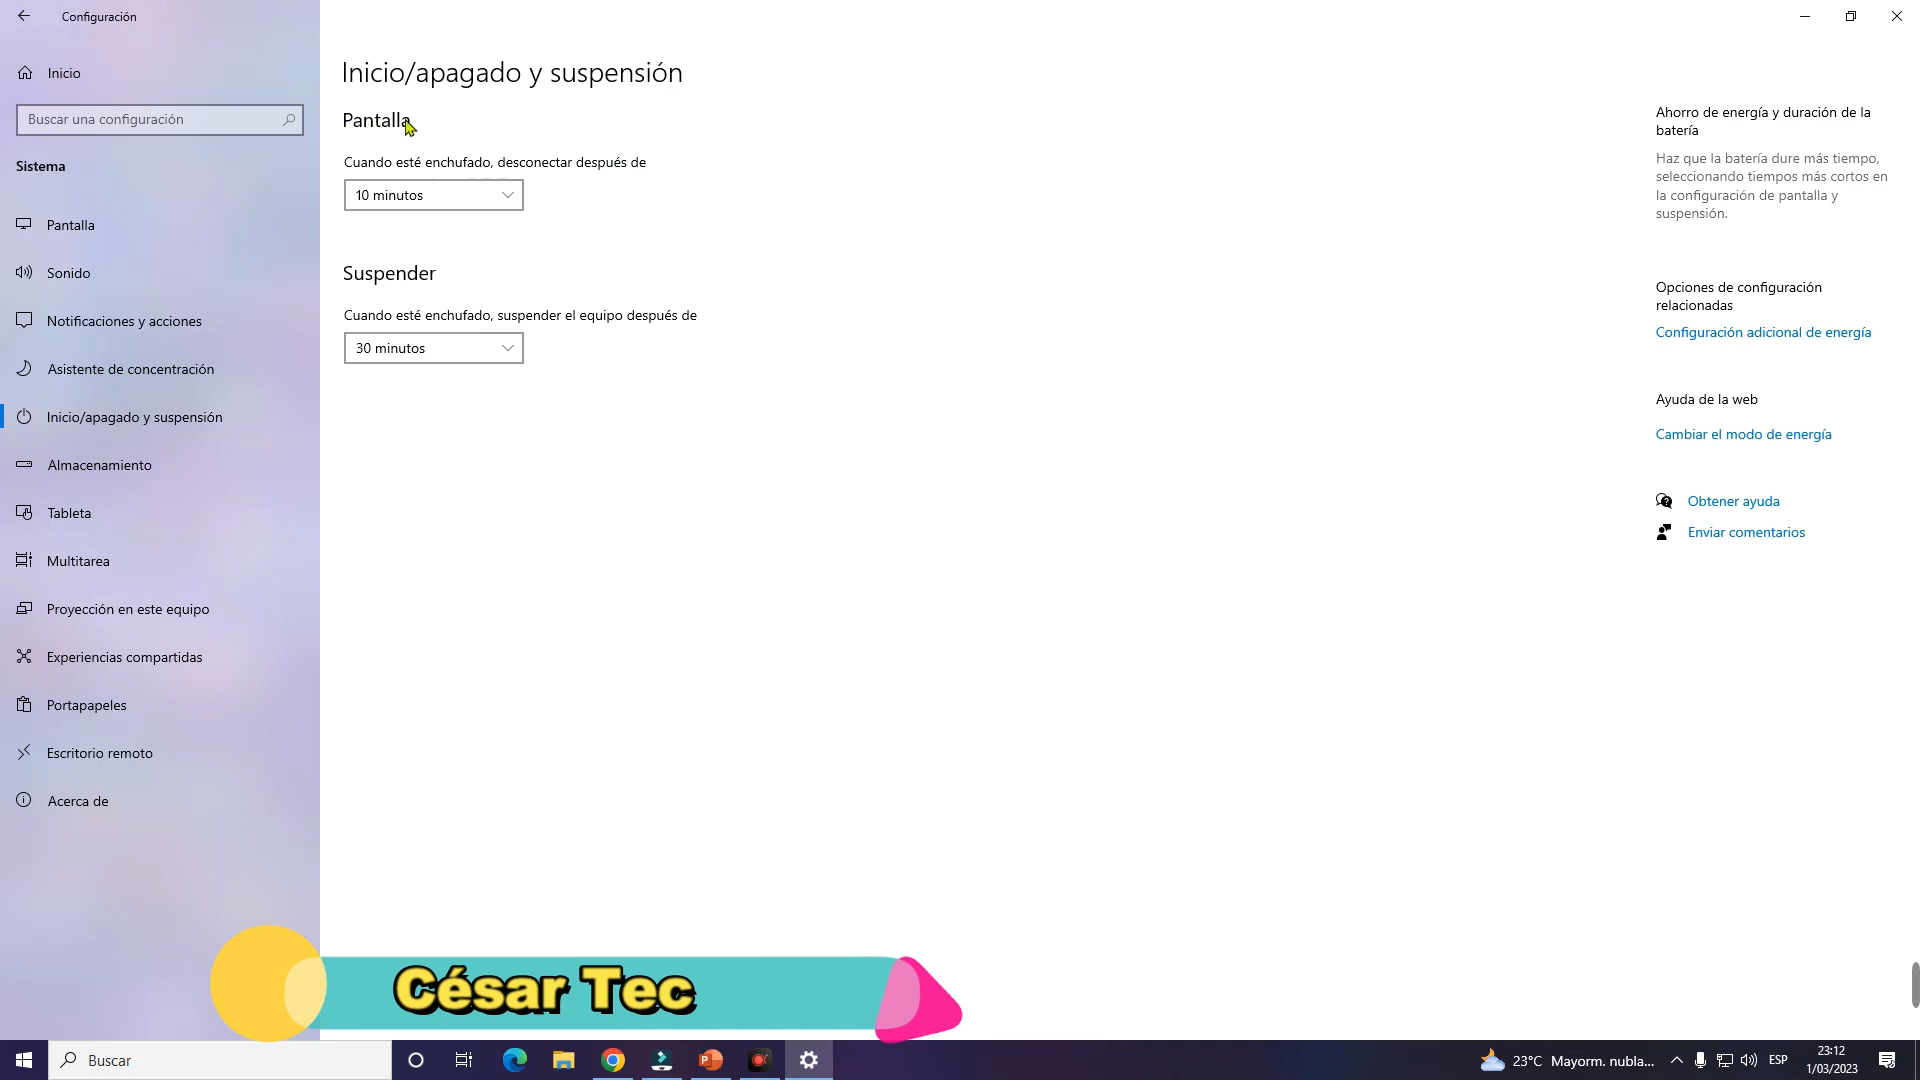 Configuración
Inicio
Buscar una configuración
Sistema
Pantalla
Sonido
Notificaciones y acciones
Asistente de concentración
Inicio/apagado y suspensión
Almacenamiento
Tableta
Multitarea
Proyección en este equipo
Experiencias compartidas
Portapapeles
Escritorio remoto
Acerca de
Inicio/apagado y suspensión
Pantalla
Cuando esté enchufado, desconectar después de
10 minutos
Suspender
Cuando esté enchufado, suspender el equipo después de
30 minutos
Ahorro de energía y duración de la
batería
Haz que la batería dure más tiempo,
seleccionando tiempos más cortos en
la configuración de pantalla y
suspensión.
Opciones de configuración
relacionadas
Configuración adicional de energía
Ayuda de la web
Cambiar el modo de energía
Obtener ayuda
Enviar comentarios
César Tec
Buscar
23°C Mayorm. nubla...
ESP
23:12
1/03/2023